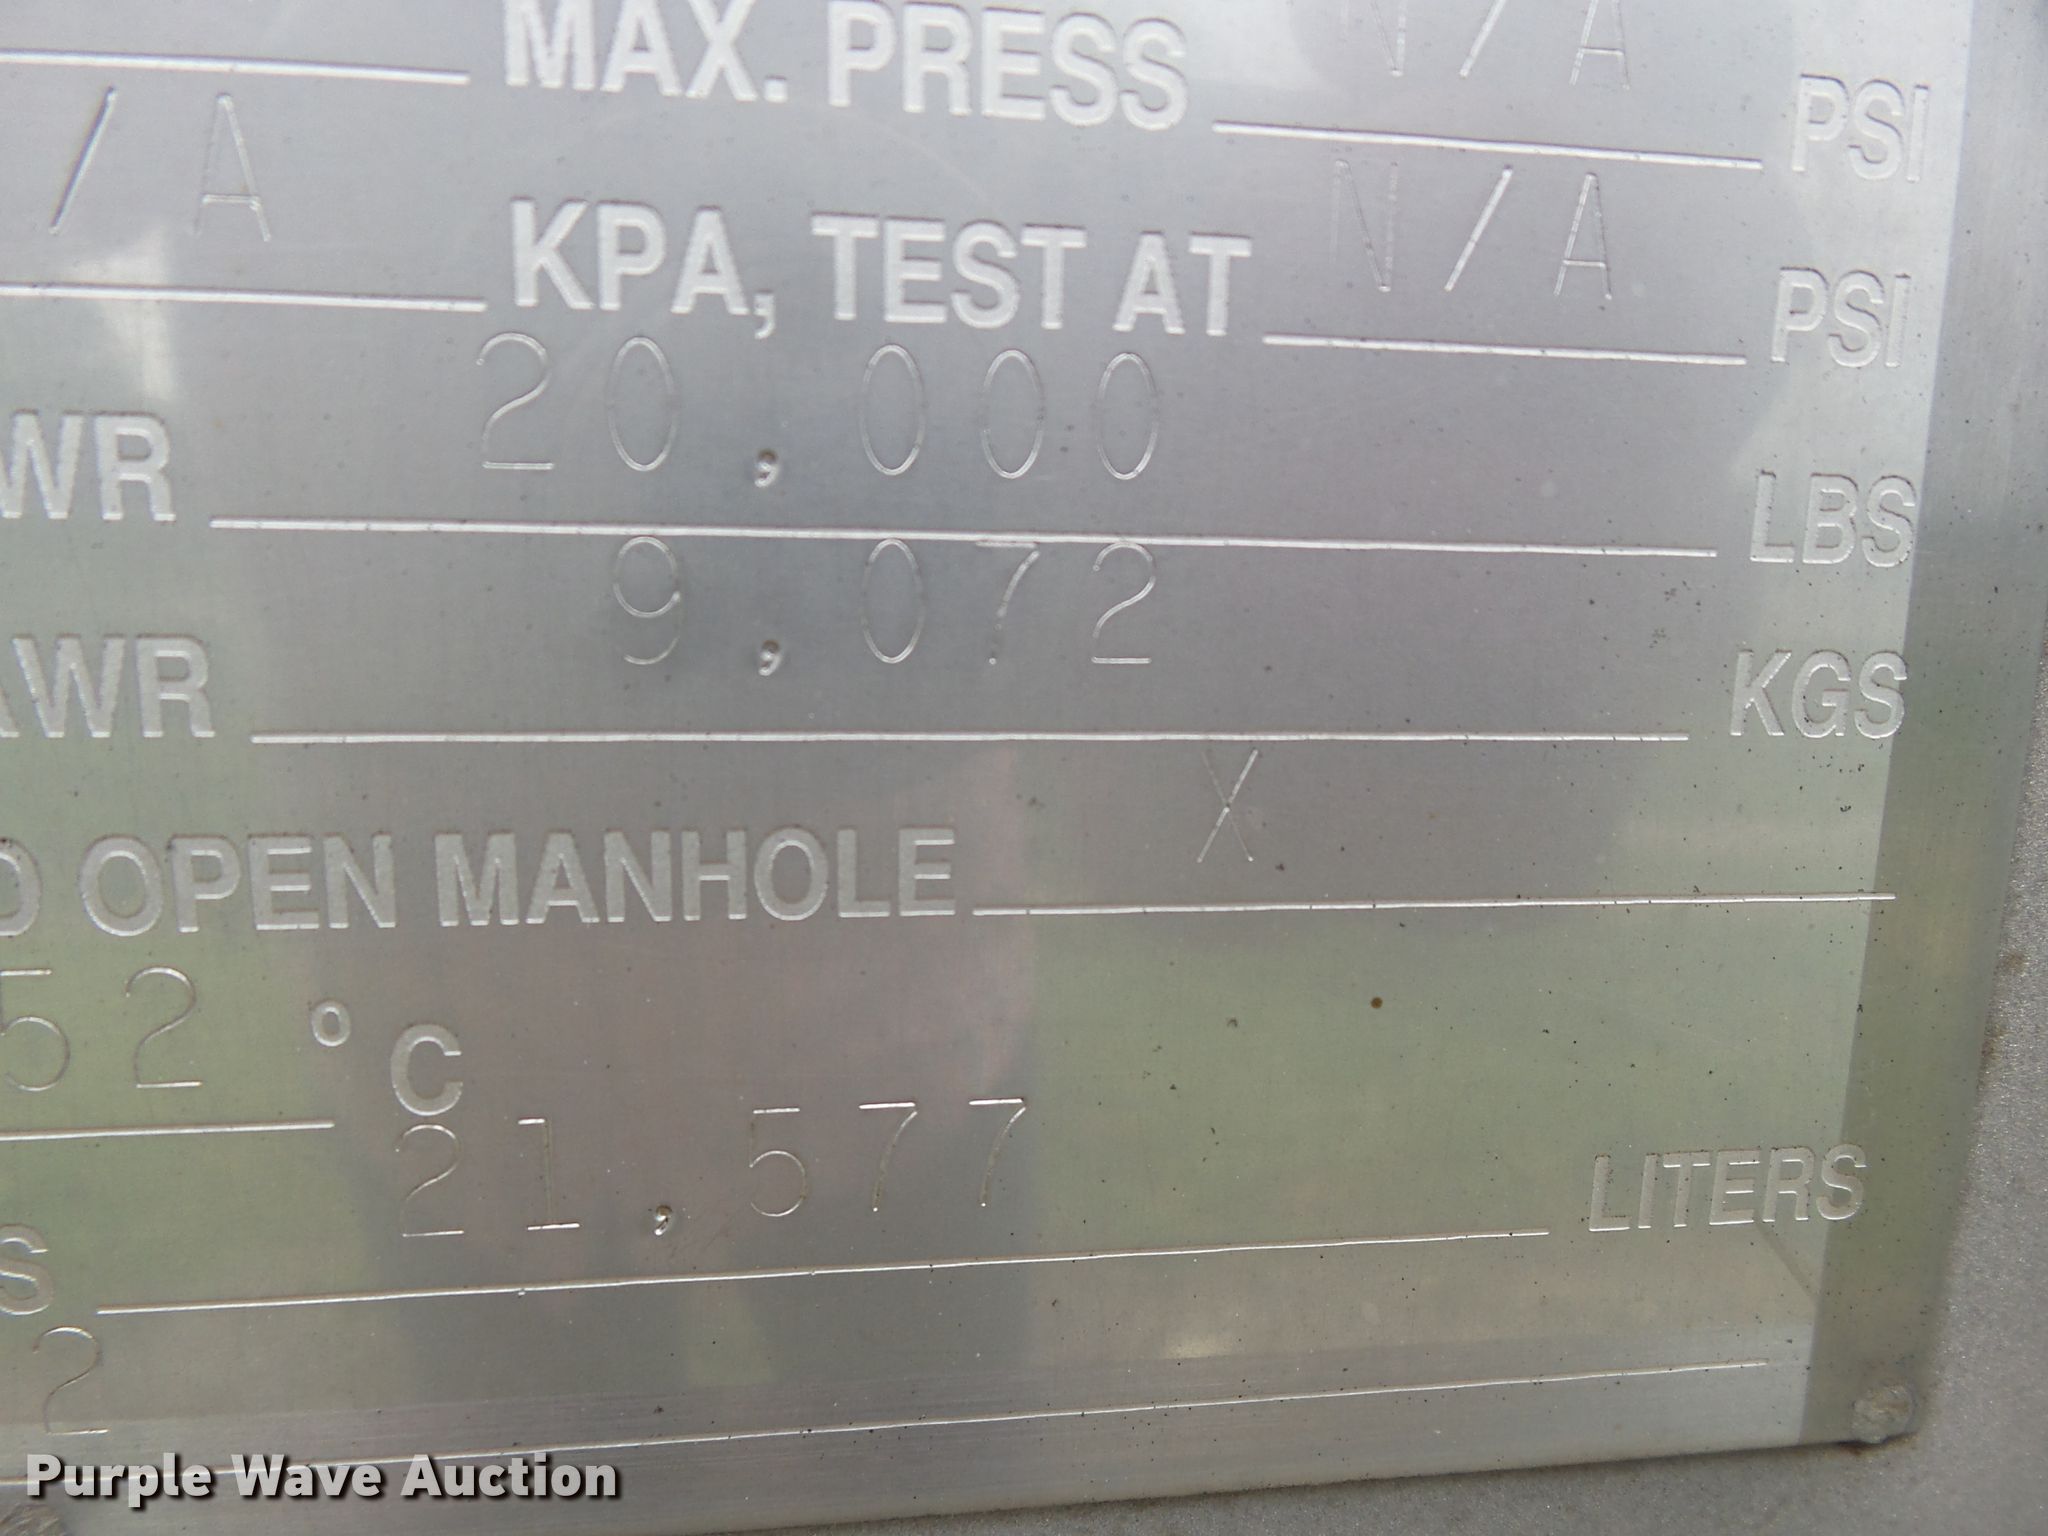 MAX. PRESS N/A PSI
/A KPA, TEST AT N/A PSI
WR 20,000 LBS
AWR 9,072 KGS
D OPEN MANHOLE X
52 °C
S 21,577 LITERS
2
Purple Wave Auction